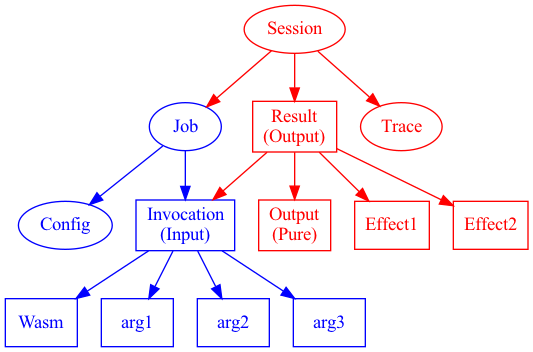 Session
Job
Result
(Output)
Trace
Config
Invocation
(Input)
Output
(Pure)
Effect1
Effect2
Wasm
arg1
arg2
arg3